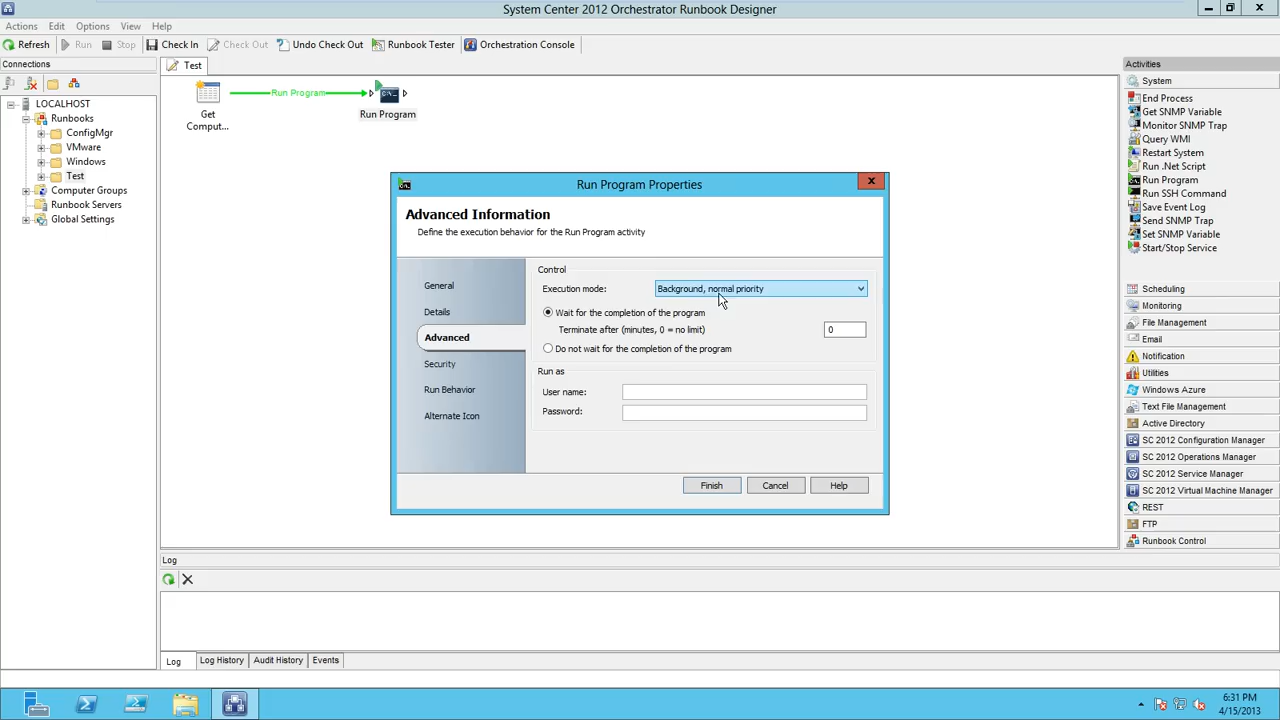 System Center 2012 Orchestrator Runbook Designer
Actions Edit Options View Help
Refresh Run Stop Check In Check Out Undo Check Out Runbook Tester Orchestration Console
Connections
LOCALHOST
Runbooks
ConfigMgr
VMware
Windows
Test
Computer Groups
Runbook Servers
Global Settings
Test
Run Program
Get
Comput...
Run Program
Run Program Properties
Advanced Information
Define the execution behavior for the Run Program activity
General
Details
Advanced
Security
Run Behavior
Alternate Icon
Control
Execution mode: Background, normal priority
Wait for the completion of the program
Terminate after (minutes, 0 = no limit) 0
Do not wait for the completion of the program
Run as
User name:
Password:
Finish Cancel Help
Activities
System
End Process
Get SNMP Variable
Monitor SNMP Trap
Query WMI
Restart System
Run .Net Script
Run Program
Run SSH Command
Save Event Log
Send SNMP Trap
Set SNMP Variable
Start/Stop Service
Scheduling
Monitoring
File Management
Email
Notification
Utilities
Windows Azure
Text File Management
Active Directory
SC 2012 Configuration Manager
SC 2012 Operations Manager
SC 2012 Service Manager
SC 2012 Virtual Machine Manager
REST
FTP
Runbook Control
Log
Log Log History Audit History Events
6:31 PM
4/15/2013